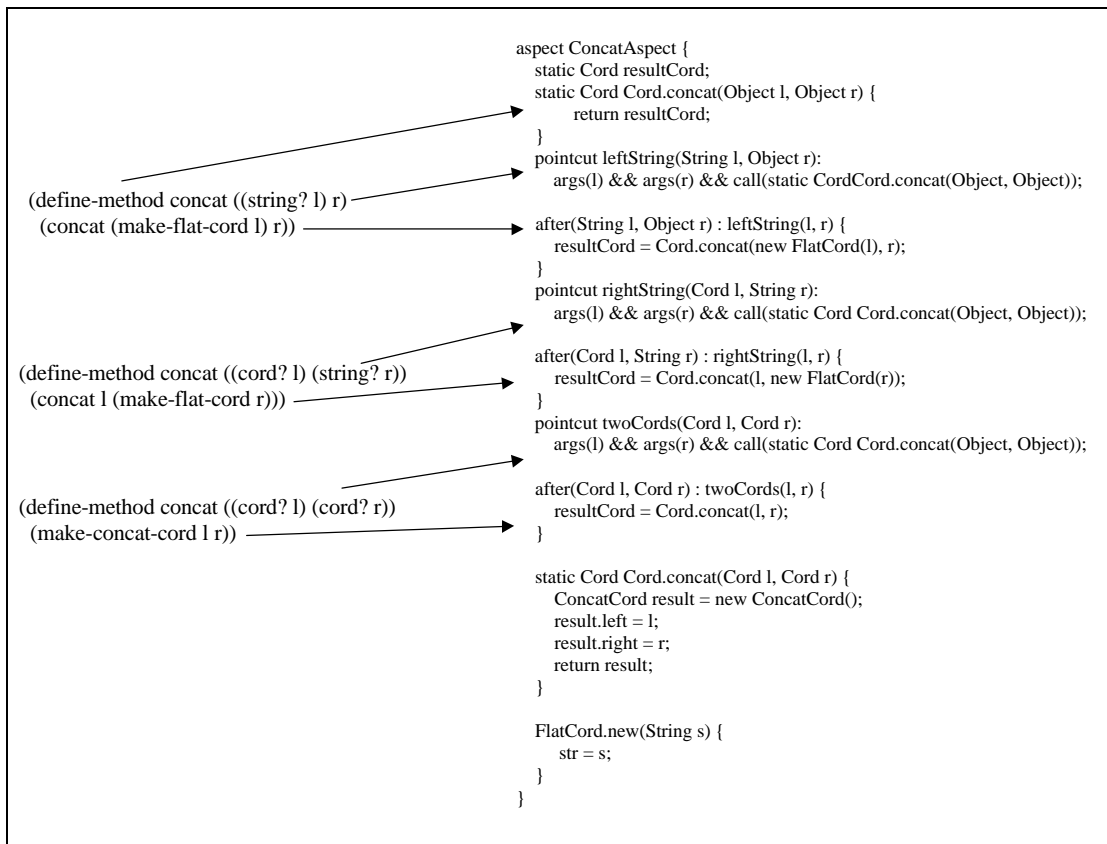 aspect ConcatAspect {
static Cord resultCord;
static Cord Cord.concat(Object l, Object r) {
return resultCord;
}
pointcut leftString(String l, Object r):
args(l) && args(r) && call(static CordCord.concat(Object, Object));
(define-method concat ((string? l) r)
(concat (make-flat-cord l) r))
after(String l, Object r) : leftString(l, r) {
resultCord = Cord.concat(new FlatCord(l), r);
}
pointcut rightString(Cord l, String r):
args(l) && args(r) && call(static Cord Cord.concat(Object, Object));
(define-method concat ((cord? l) (string? r))
(concat l (make-flat-cord r)))
after(Cord l, String r) : rightString(l, r) {
resultCord = Cord.concat(l, new FlatCord(r));
}
pointcut twoCords(Cord l, Cord r):
args(l) && args(r) && call(static Cord Cord.concat(Object, Object));
(define-method concat ((cord? l) (cord? r))
(make-concat-cord l r))
after(Cord l, Cord r) : twoCords(l, r) {
resultCord = Cord.concat(l, r);
}
static Cord Cord.concat(Cord l, Cord r) {
ConcatCord result = new ConcatCord();
result.left = l;
result.right = r;
return result;
}
FlatCord.new(String s) {
str = s;
}
}